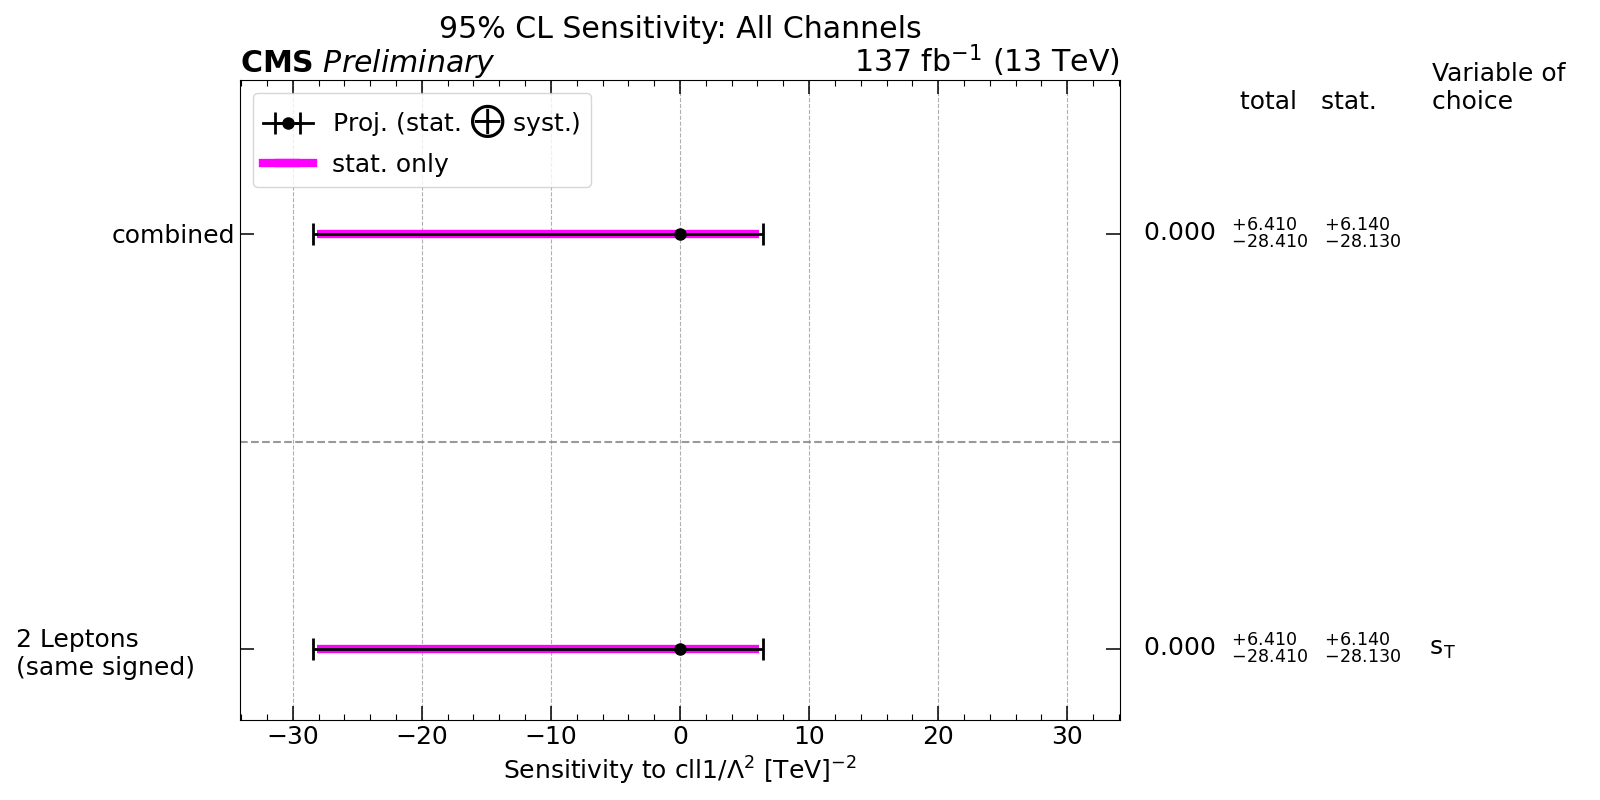 95% CL Sensitivity: All Channels
CMS Preliminary 137 fb⁻¹ (13 TeV)
total stat. Variable of
choice
Proj. (stat. ⨁ syst.)
stat. only
combined 0.000 +6.410 −28.410 +6.140 −28.130
2 Leptons
(same signed) 0.000 +6.410 −28.410 +6.140 −28.130 s_T
−30 −20 −10 0 10 20 30
Sensitivity to cll1/Λ² [TeV]⁻²